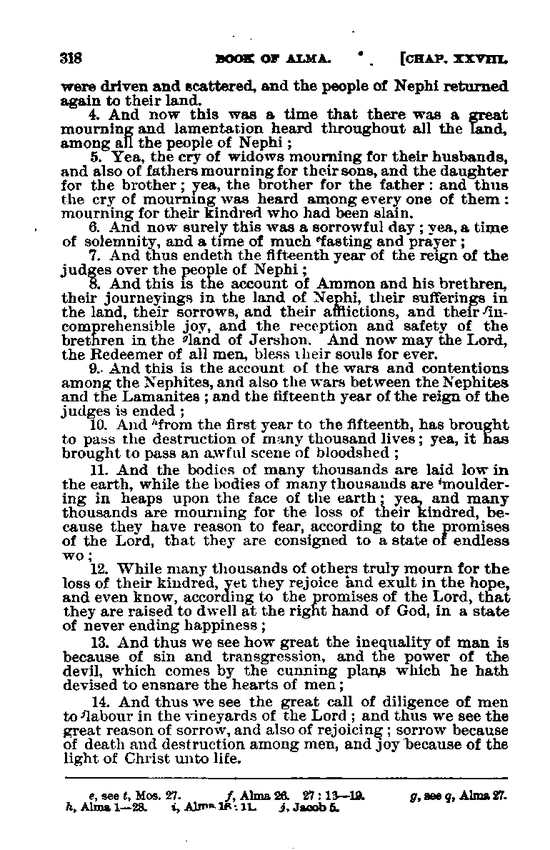 318 BOOK OF ALMA. [CHAP. XXVIII.
were driven and scattered, and the people of Nephi returned
again to their land.
4. And now this was a time that there was a great
mourning and lamentation heard throughout all the land,
among all the people of Nephi ;
5. Yea, the cry of widows mourning for their husbands,
and also of fathers mourning for their sons, and the daughter
for the brother ; yea, the brother for the father : and thus
the cry of mourning was heard among every one of them :
mourning for their kindred who had been slain.
6. And now surely this was a sorrowful day ; yea, a time
of solemnity, and a time of much ᵉfasting and prayer ;
7. And thus endeth the fifteenth year of the reign of the
judges over the people of Nephi ;
8. And this is the account of Ammon and his brethren,
their journeyings in the land of Nephi, their sufferings in
the land, their sorrows, and their afflictions, and their ᶠin-
comprehensible joy, and the reception and safety of the
brethren in the ᵍland of Jershon. And now may the Lord,
the Redeemer of all men, bless their souls for ever.
9. And this is the account of the wars and contentions
among the Nephites, and also the wars between the Nephites
and the Lamanites ; and the fifteenth year of the reign of the
judges is ended ;
10. And ʰfrom the first year to the fifteenth, has brought
to pass the destruction of many thousand lives ; yea, it has
brought to pass an awful scene of bloodshed ;
11. And the bodies of many thousands are laid low in
the earth, while the bodies of many thousands are ⁱmoulder-
ing in heaps upon the face of the earth ; yea, and many
thousands are mourning for the loss of their kindred, be-
cause they have reason to fear, according to the promises
of the Lord, that they are consigned to a state of endless
wo ;
12. While many thousands of others truly mourn for the
loss of their kindred, yet they rejoice and exult in the hope,
and even know, according to the promises of the Lord, that
they are raised to dwell at the right hand of God, in a state
of never ending happiness ;
13. And thus we see how great the inequality of man is
because of sin and transgression, and the power of the
devil, which comes by the cunning plans which he hath
devised to ensnare the hearts of men ;
14. And thus we see the great call of diligence of men
to ʲlabour in the vineyards of the Lord ; and thus we see the
great reason of sorrow, and also of rejoicing ; sorrow because
of death and destruction among men, and joy because of the
light of Christ unto life.
e, see t, Mos. 27. f, Alma 26. 27 : 13—19. g, see q, Alma 27.
h, Alma 1—28. i, Alma 16 : 11. j, Jacob 5.